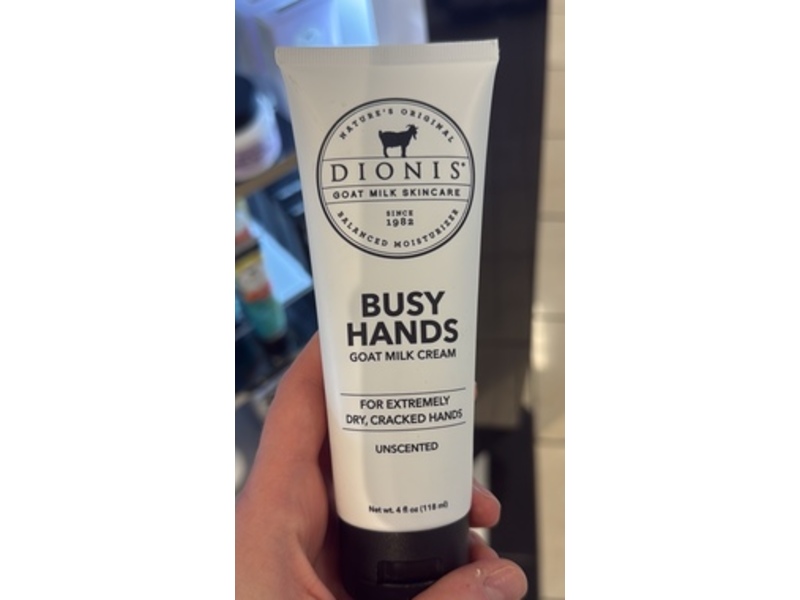 NATURE'S ORIGINAL
DIONIS®
GOAT MILK SKINCARE
SINCE
1982
BALANCED MOISTURIZER
BUSY
HANDS
GOAT MILK CREAM
FOR EXTREMELY
DRY, CRACKED HANDS
UNSCENTED
Net wt. 4 fl oz (118 ml)